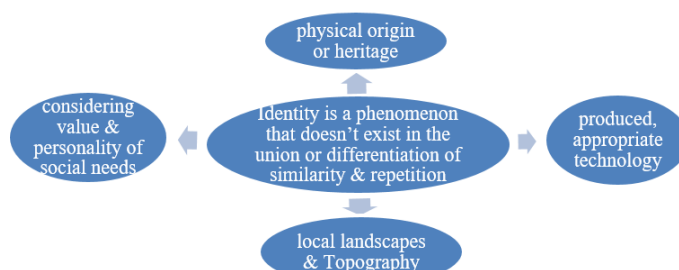 physical origin
or heritage
considering
value &
personality of
social needs
Identity is a phenomenon
that doesn't exist in the
union or differentiation of
similarity & repetition
produced,
appropriate
technology
local landscapes
& Topography